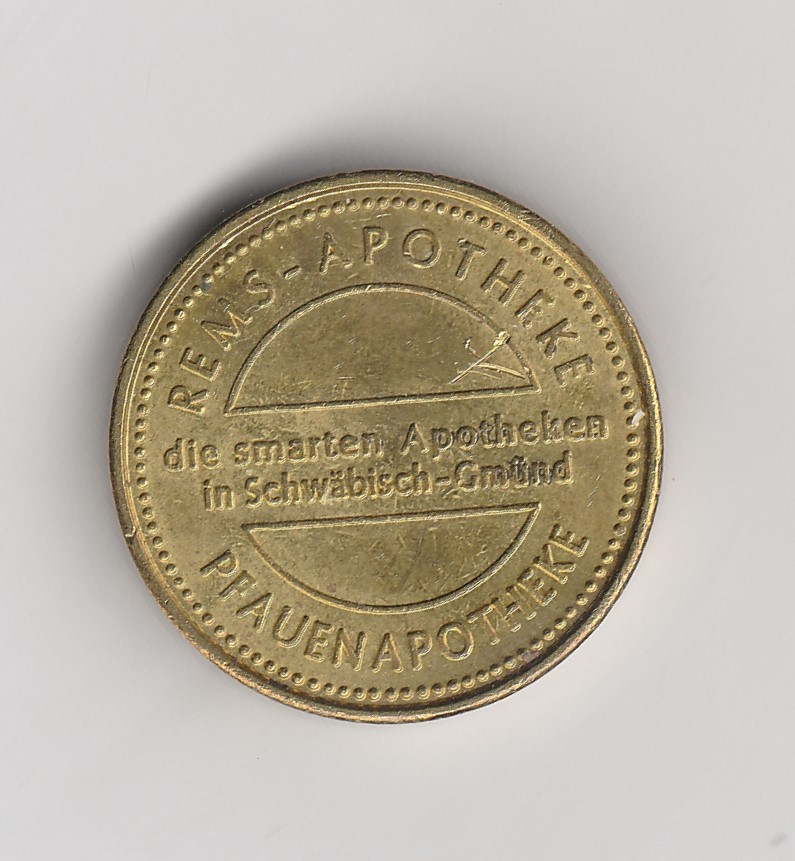 REMS-APOTHEKE
die smarten Apotheken
in Schwäbisch-Gmünd
PFAUENAPOTHEKE